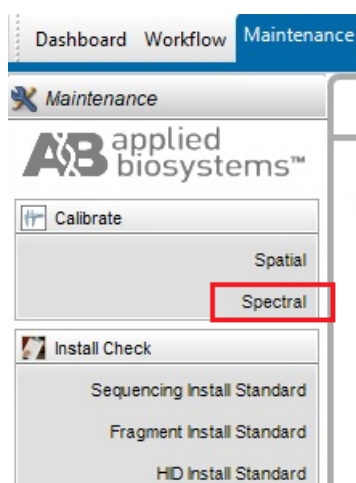 Dashboard Workflow Maintenance
Maintenance
AB applied
biosystems™
Calibrate
Spatial
Spectral
Install Check
Sequencing Install Standard
Fragment Install Standard
HID Install Standard